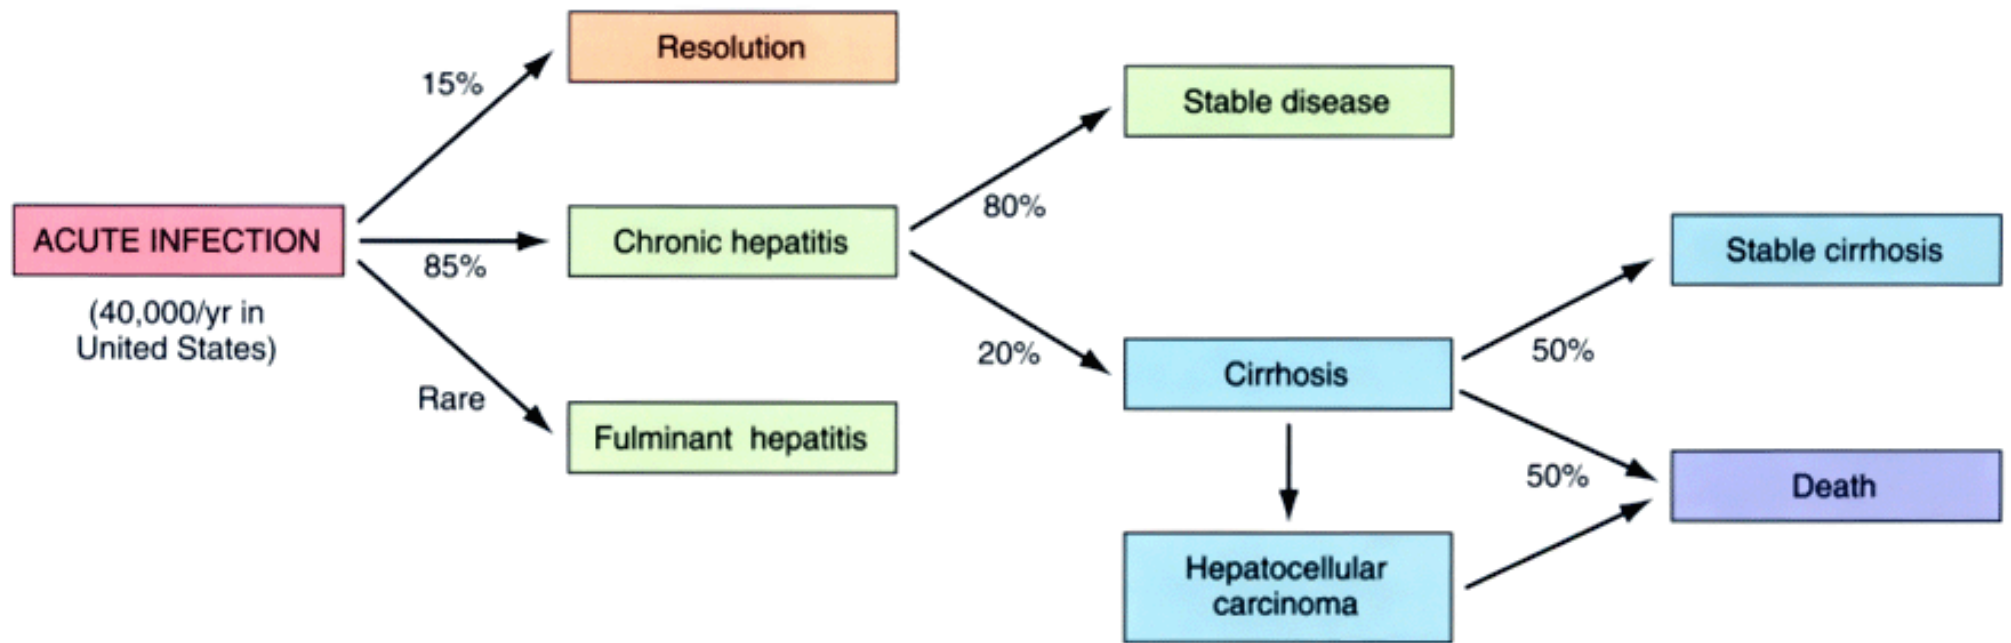 Resolution
15%
Stable disease
80%
ACUTE INFECTION
Chronic hepatitis
85%
(40,000/yr in
United States)
Stable cirrhosis
50%
20%
Cirrhosis
Rare
Fulminant hepatitis
50%
Death
Hepatocellular
carcinoma